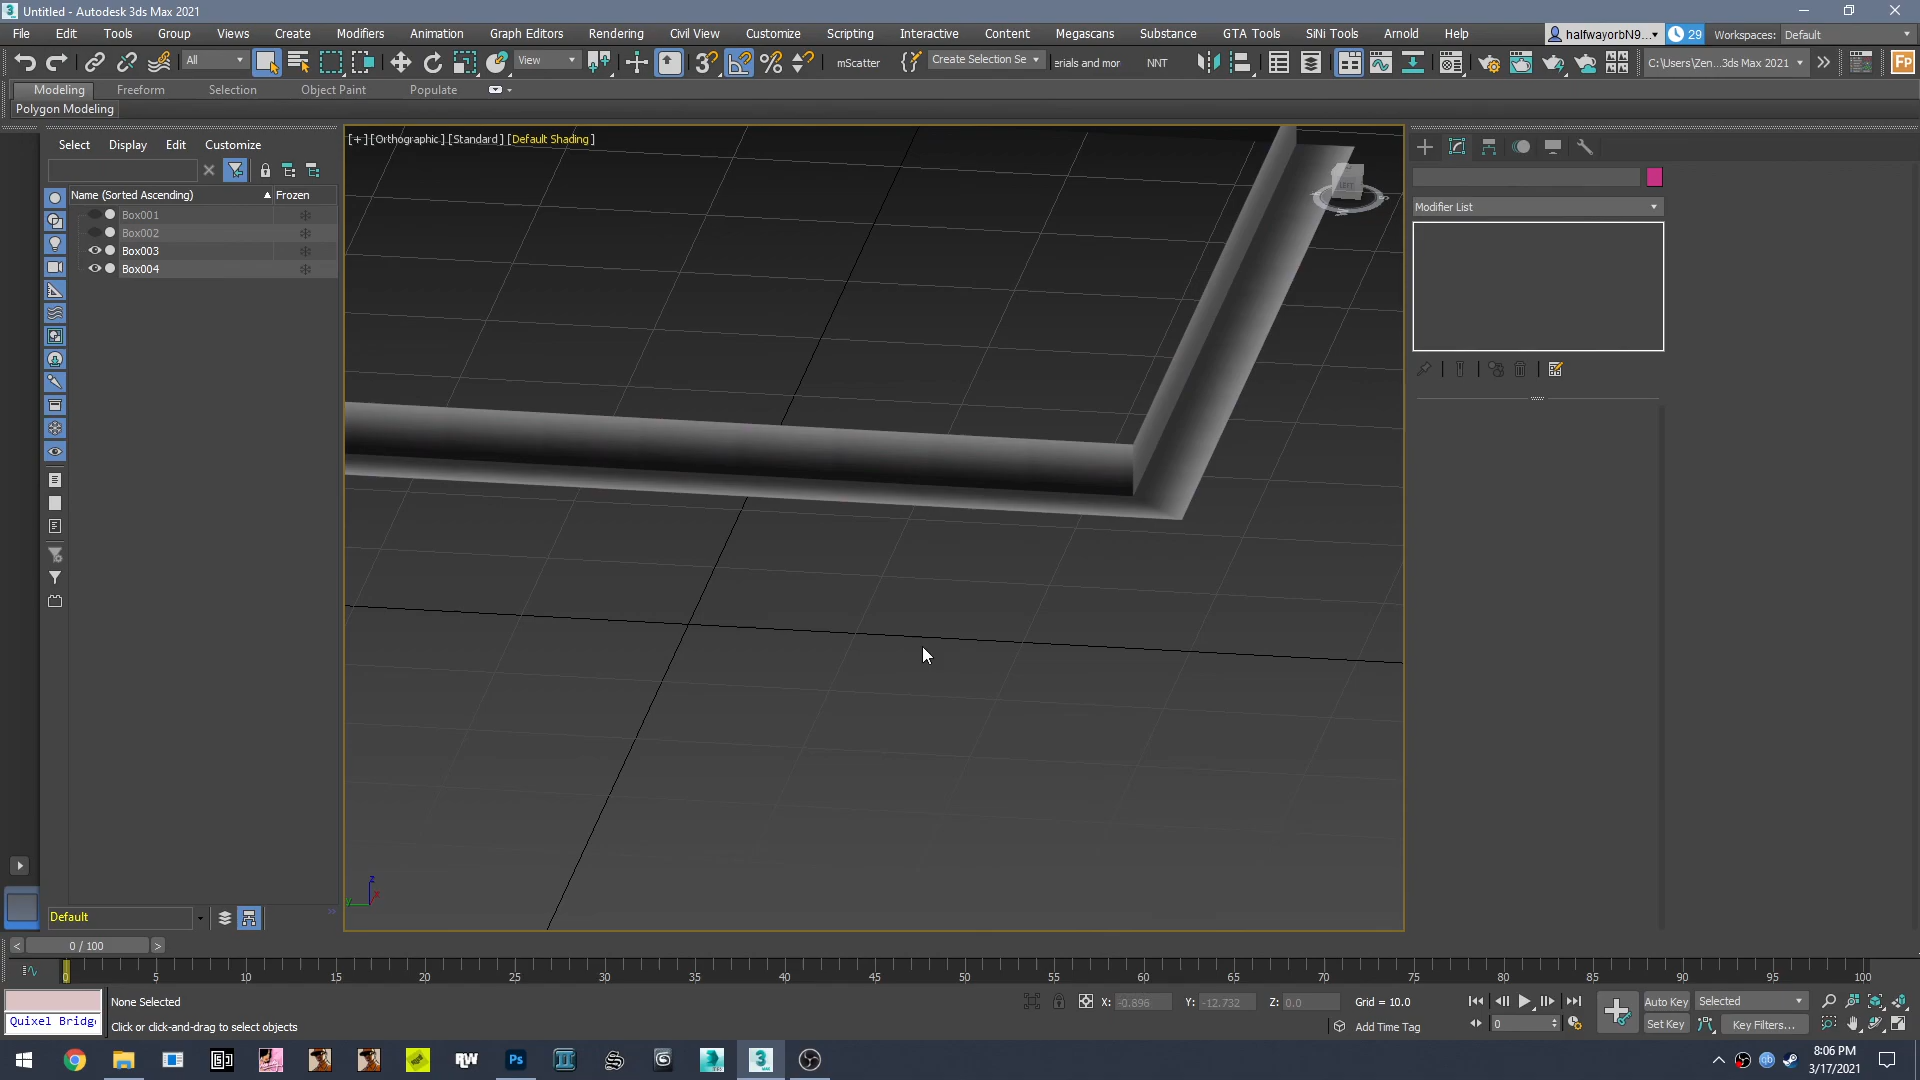 Untitled - Autodesk 3ds Max 2021
File Edit Tools Group Views Create Modifiers Animation Graph Editors Rendering Civil View Customize Scripting Interactive Content Megascans Substance GTA Tools SiNi Tools Arnold Help halfwayorbN9... 29 Workspaces: Default
All View mScatter Create Selection Se erials and mor NNT C:\Users\Zen...3ds Max 2021
Modeling Freeform Selection Object Paint Populate
Polygon Modeling
Select Display Edit Customize
[+] [Orthographic] [Standard] [Default Shading]
Name (Sorted Ascending) Frozen
Box001
Box002
Box003
Box004
LEFT
Modifier List
z
x
y
Default
0 / 100
0 5 10 15 20 25 30 35 40 45 50 55 60 65 70 75 80 85 90 95 100
None Selected
X: -0.896 Y: -12.732 Z: 0.0 Grid = 10.0
Auto Key Selected
Quixel Bridg
Click or click-and-drag to select objects
Add Time Tag
0
Set Key Key Filters...
RW Ps
8:06 PM
3/17/2021